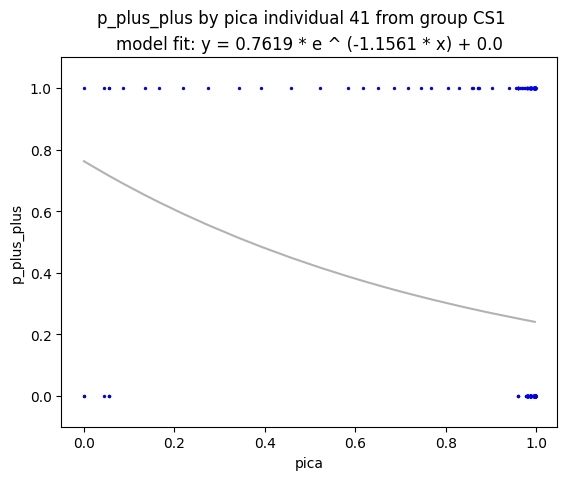 p_plus_plus by pica individual 41 from group CS1
model fit: y = 0.7619 * e ^ (-1.1561 * x) + 0.0
1.0
0.8
0.6
0.4
0.2
0.0
p_plus_plus
0.0 0.2 0.4 0.6 0.8 1.0
pica